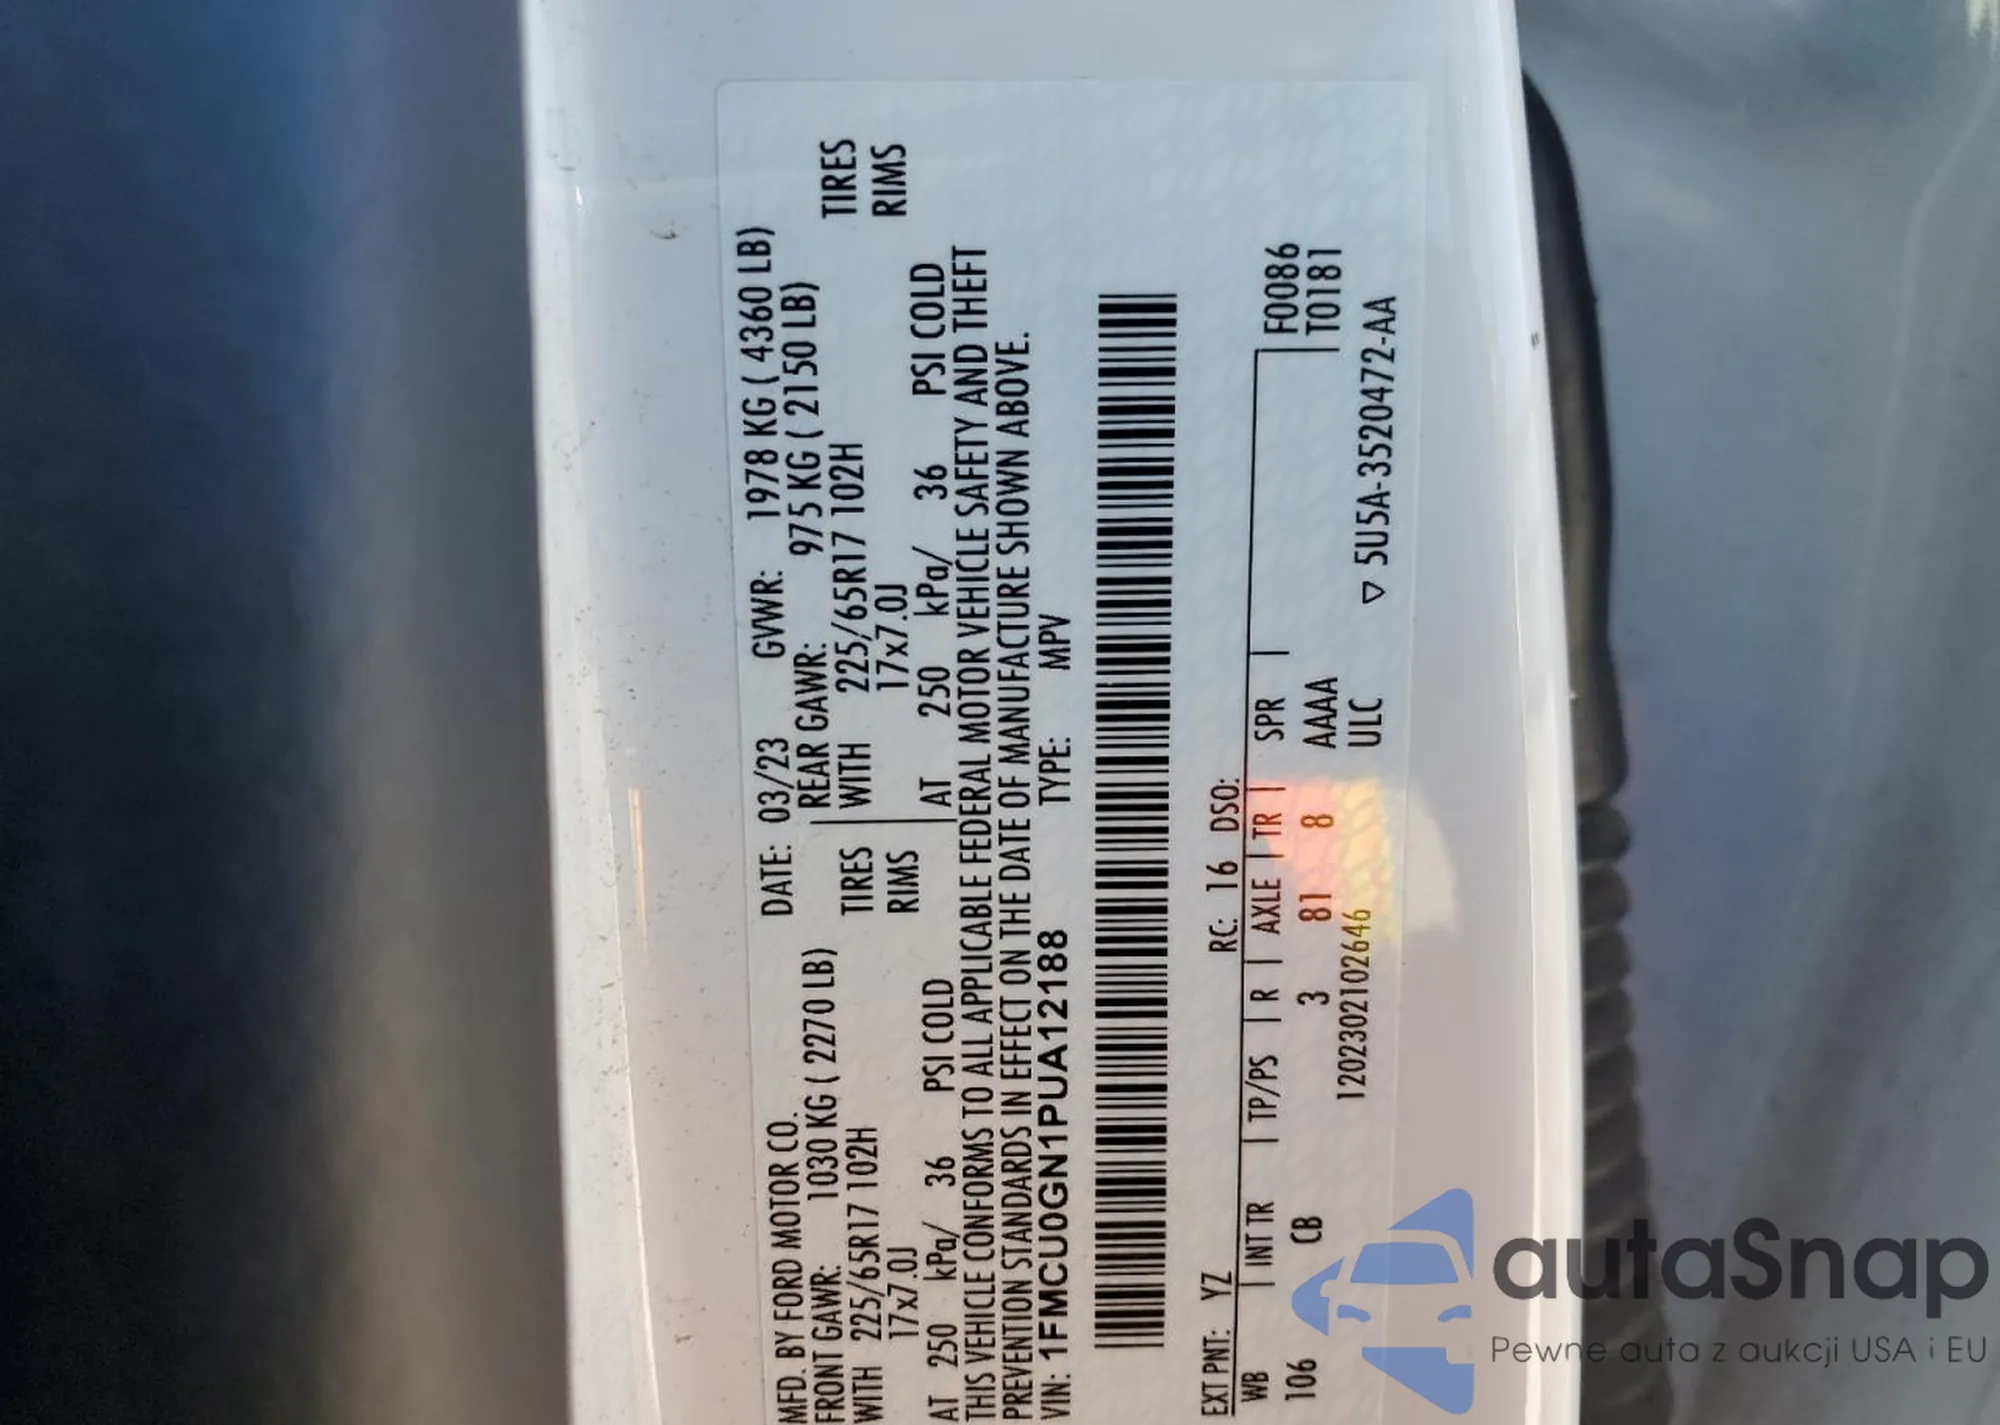 MFD. BY FORD MOTOR CO. DATE: 03/23 GVWR: 1978 KG ( 4360 LB)
FRONT GAWR: 1030 KG ( 2270 LB) REAR GAWR: 975 KG ( 2150 LB)
WITH 225/65R17 102H TIRES WITH 225/65R17 102H TIRES
17x7.0J RIMS 17x7.0J RIMS
AT 250 kPa/ 36 PSI COLD AT 250 kPa/ 36 PSI COLD
THIS VEHICLE CONFORMS TO ALL APPLICABLE FEDERAL MOTOR VEHICLE SAFETY AND THEFT
PREVENTION STANDARDS IN EFFECT ON THE DATE OF MANUFACTURE SHOWN ABOVE.
VIN: 1FMCU0GN1PUA12188 TYPE: MPV
EXT PNT: YZ RC: 16 DSO:
WB INT TR TP/PS R AXLE TR SPR F0086
106 CB 3 81 8 AAAA T0181
1202302102646 ULC
▽ 5U5A-3520472-AA
autaSnap
Pewne auta z aukcji USA i EU